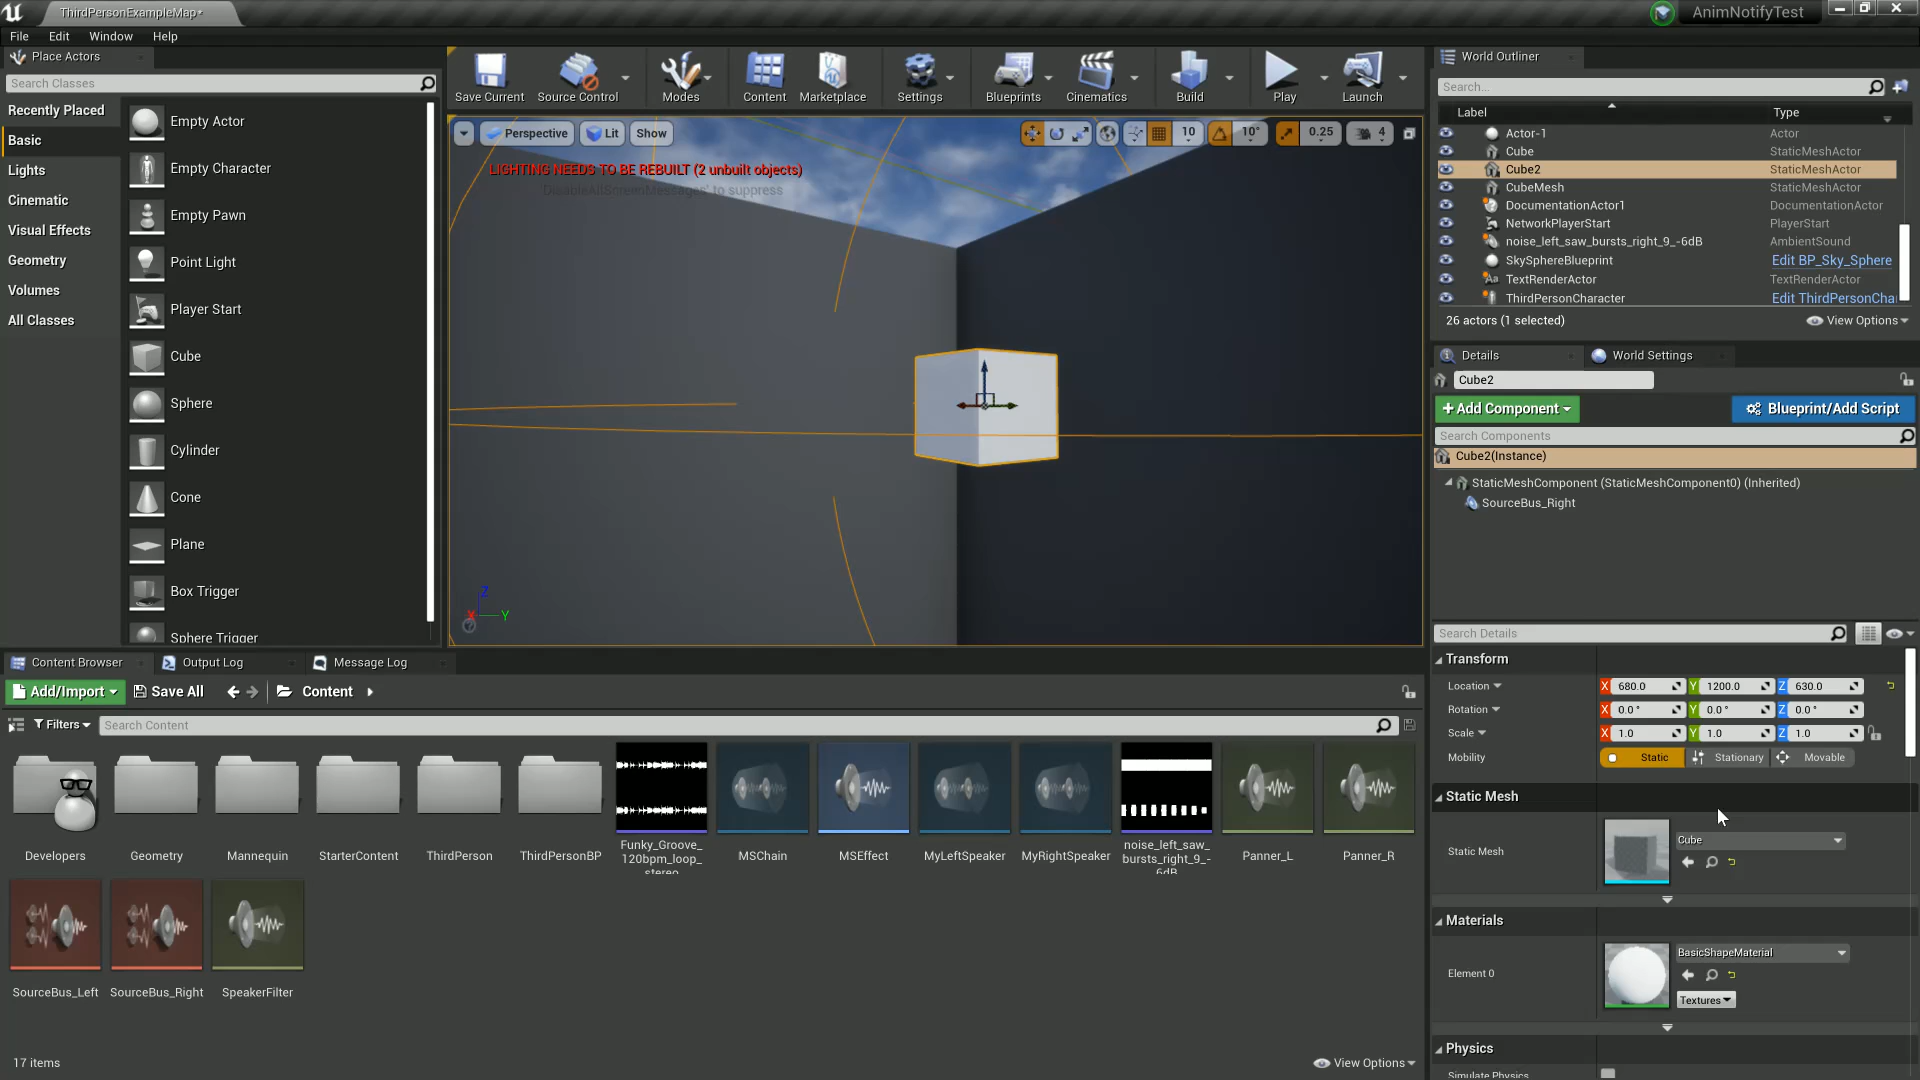 ThirdPersonExampleMap*
AnimNotifyTest
File Edit Window Help
Place Actors
Search Classes
Recently Placed
Basic
Lights
Cinematic
Visual Effects
Geometry
Volumes
All Classes
Empty Actor
Empty Character
Empty Pawn
Point Light
Player Start
Cube
Sphere
Cylinder
Cone
Plane
Box Trigger
Sphere Trigger
Save Current Source Control Modes Content Marketplace Settings Blueprints Cinematics Build Play Launch
Perspective Lit Show 10 10° 0.25 4
LIGHTING NEEDS TO BE REBUILT (2 unbuilt objects)
'DisableAllScreenMessages' to suppress
Z
X Y
World Outliner
Search...
Label Type
Actor-1 Actor
Cube StaticMeshActor
Cube2 StaticMeshActor
CubeMesh StaticMeshActor
DocumentationActor1 DocumentationActor
NetworkPlayerStart PlayerStart
noise_left_saw_bursts_right_9_-6dB AmbientSound
SkySphereBlueprint Edit BP_Sky_Sphere
TextRenderActor TextRenderActor
ThirdPersonCharacter Edit ThirdPersonCha
26 actors (1 selected) View Options
Details World Settings
Cube2
+Add Component Blueprint/Add Script
Search Components
Cube2(Instance)
StaticMeshComponent (StaticMeshComponent0) (Inherited)
SourceBus_Right
Search Details
Transform
Location X 680.0 Y 1200.0 Z 630.0
Rotation X 0.0° Y 0.0° Z 0.0°
Scale X 1.0 Y 1.0 Z 1.0
Mobility Static Stationary Movable
Static Mesh
Static Mesh Cube
Materials
Element 0 BasicShapeMaterial
Textures
Physics
Simulate Physics
Content Browser Output Log Message Log
Add/Import Save All Content
Filters Search Content
Developers
Geometry
Mannequin
StarterContent
ThirdPerson
ThirdPersonBP
Funky_Groove_
120bpm_loop_
stereo
MSChain
MSEffect
MyLeftSpeaker
MyRightSpeaker
noise_left_saw_
bursts_right_9_-
6dB
Panner_L
Panner_R
SourceBus_Left
SourceBus_Right
SpeakerFilter
17 items View Options